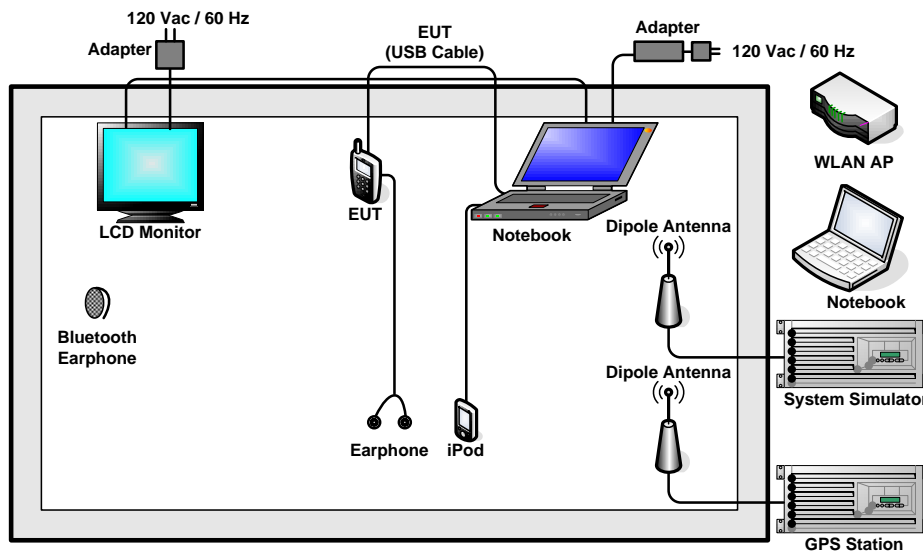 120 Vac / 60 Hz
Adapter
EUT
(USB Cable)
Adapter
120 Vac / 60 Hz
WLAN AP
LCD Monitor
EUT
Notebook
Dipole Antenna
Notebook
Bluetooth
Earphone
System Simulator
Dipole Antenna
Earphone
iPod
GPS Station